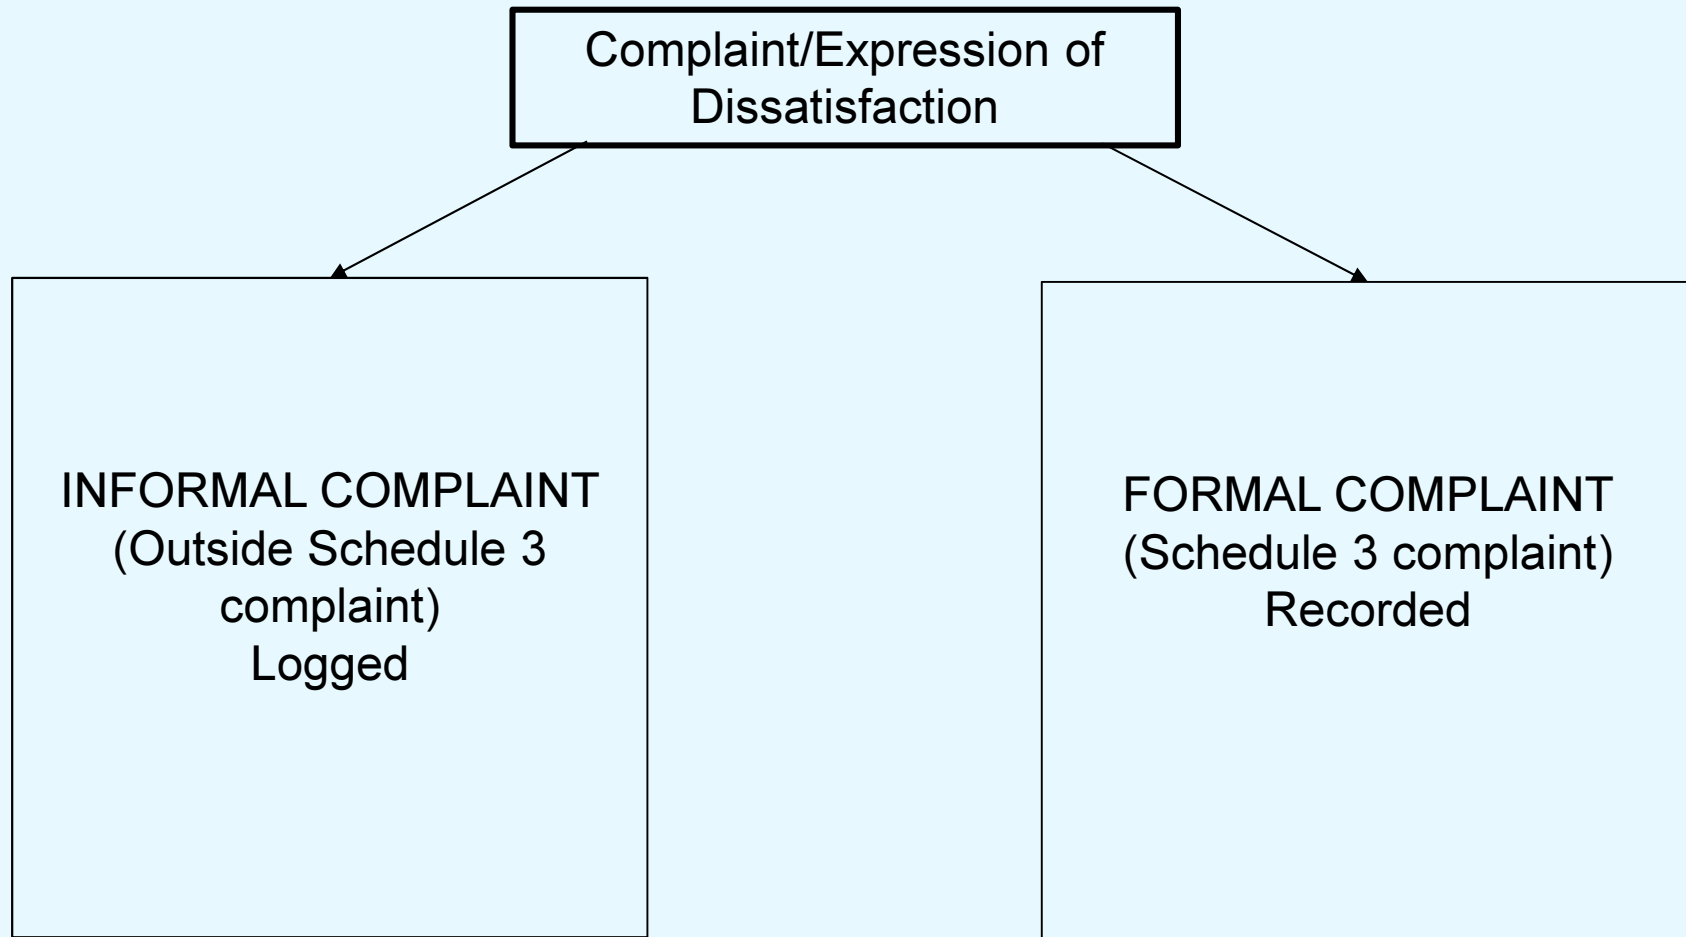 Complaint/Expression of
Dissatisfaction
INFORMAL COMPLAINT
(Outside Schedule 3
complaint)
Logged
FORMAL COMPLAINT
(Schedule 3 complaint)
Recorded